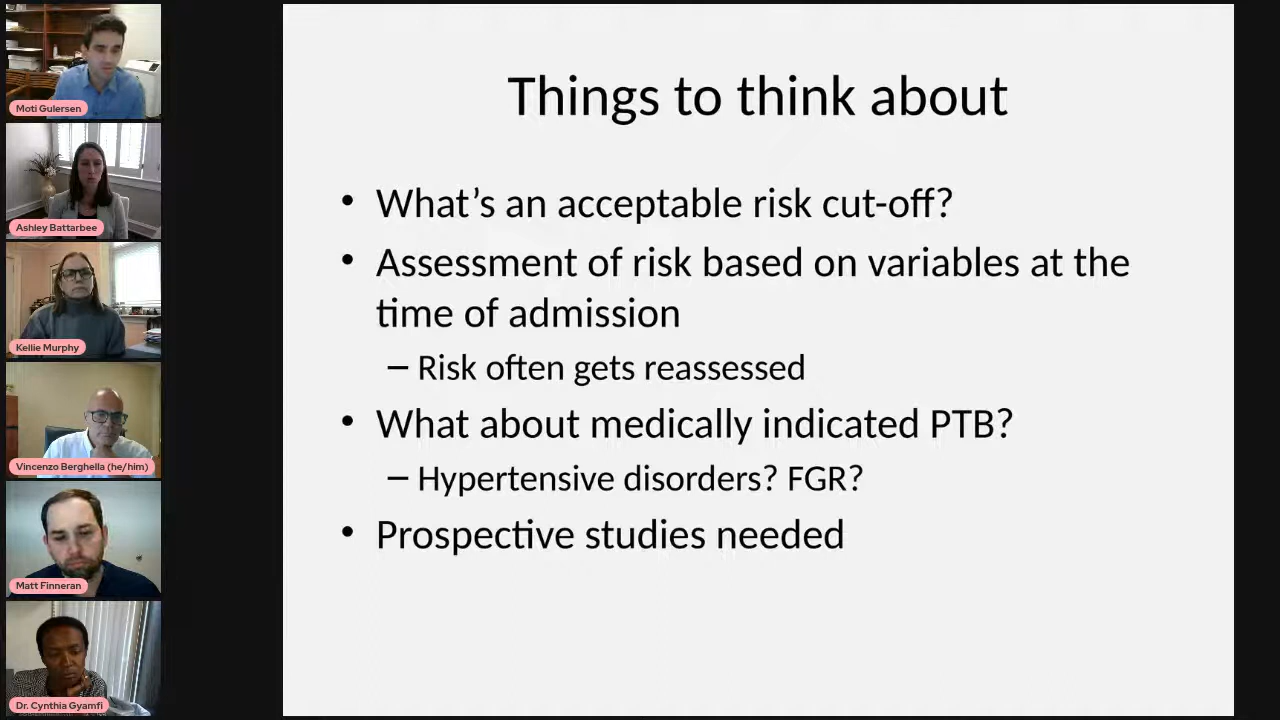 Moti Gulersen
Ashley Battarbee
Kellie Murphy
Vincenzo Berghella (he/him)
Matt Finneran
Dr. Cynthia Gyamfi
Things to think about
• What’s an acceptable risk cut-off?
• Assessment of risk based on variables at the
time of admission
– Risk often gets reassessed
• What about medically indicated PTB?
– Hypertensive disorders? FGR?
• Prospective studies needed